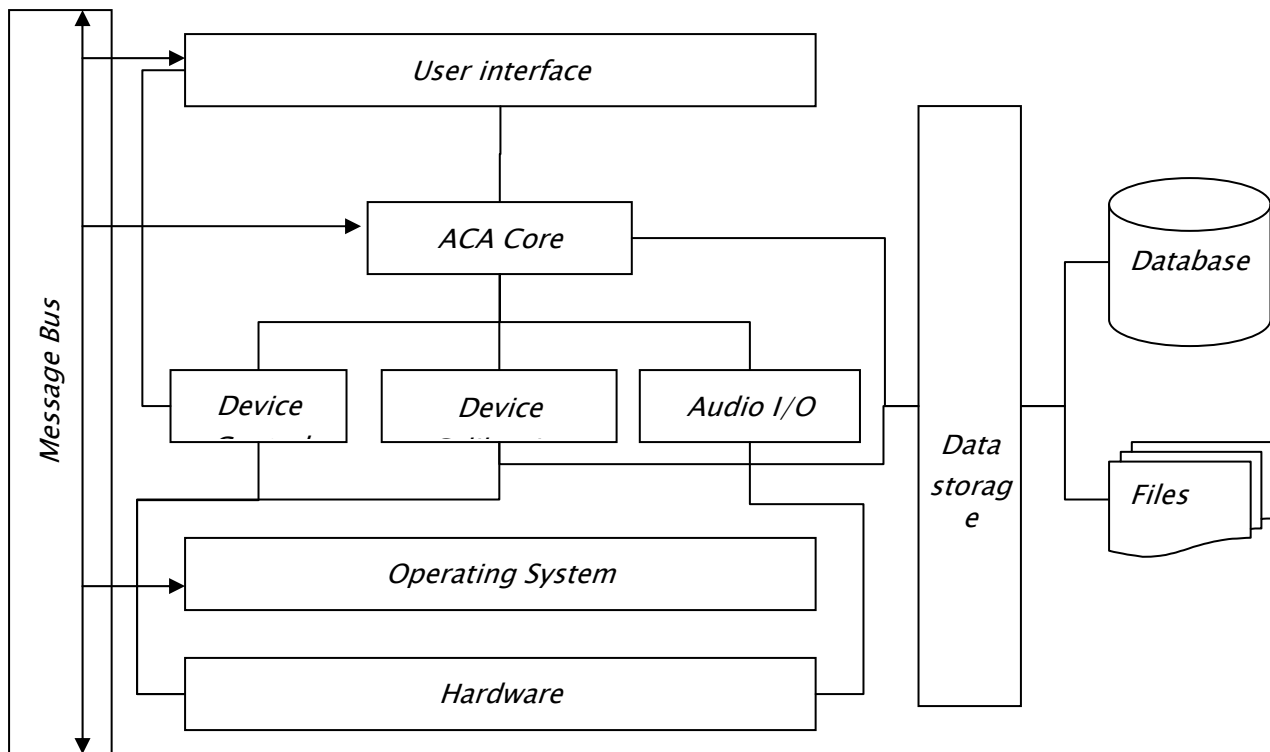 User interface
ACA Core
Message Bus
Device
Device
Audio I/O
Data
storag
e
Database
Files
Operating System
Hardware